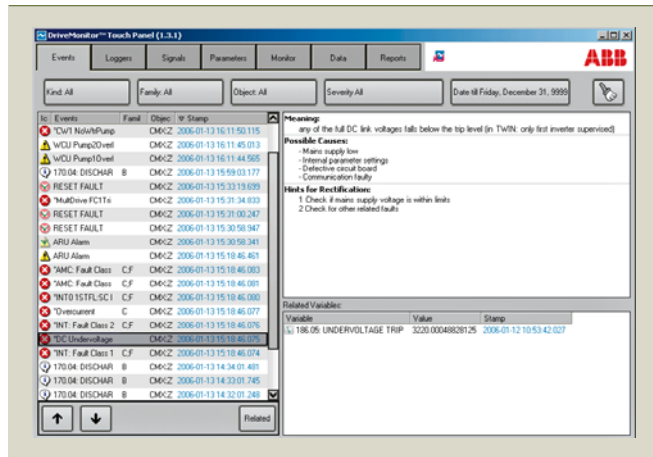 DriveMonitor™ Touch Panel (1.3.1)
Events Loggers Signals Parameters Monitor Data Reports
ABB
Kind: All Family: All Object: All Severity: All Date till Friday, December 31, 9999
Ic Events Famil Objec Stamp
"CW1 NoWtrPump CMXZ 2006-01-13 16:11:50.115
WCU Pump2Overl CMXZ 2006-01-13 16:11:45.013
WCU Pump1Overl CMXZ 2006-01-13 16:11:44.565
170.04: DISCHAR B CMXZ 2006-01-13 15:59:03.177
RESET FAULT CMXZ 2006-01-13 15:33:19.699
"MultDrive FC1Tri CMXZ 2006-01-13 15:31:34.833
RESET FAULT CMXZ 2006-01-13 15:31:00.247
RESET FAULT CMXZ 2006-01-13 15:30:58.947
ARU Alarm CMXZ 2006-01-13 15:30:58.341
ARU Alarm CMXZ 2006-01-13 15:18:46.461
"AMC: Fault Class C;F CMXZ 2006-01-13 15:18:46.083
"AMC: Fault Class C;F CMXZ 2006-01-13 15:18:46.081
"INT0 1STFL:SC I C;F CMXZ 2006-01-13 15:18:46.080
"Overcurrent C CMXZ 2006-01-13 15:18:46.077
"INT: Fault Class 2 C;F CMXZ 2006-01-13 15:18:46.076
"DC Undervoltage CMXZ 2006-01-13 15:18:46.075
"INT: Fault Class 1 C;F CMXZ 2006-01-13 15:18:46.074
170.04: DISCHAR B CMXZ 2006-01-13 14:34:01.481
170.04: DISCHAR B CMXZ 2006-01-13 14:33:01.745
170.04: DISCHAR B CMXZ 2006-01-13 14:32:01.248
Related
Meaning:
any of the full DC link voltages falls below the trip level (in TWIN: only first inverter supervised)
Possible Causes:
- Mains supply low
- Internal parameter settings
- Defective circuit board
- Communication faulty
Hints for Rectification:
1 Check if mains supply voltage is within limits
2 Check for other related faults
Related Variables:
Variable Value Stamp
186.05: UNDERVOLTAGE TRIP 3220.00048828125 2006-01-12 10:53:42.027